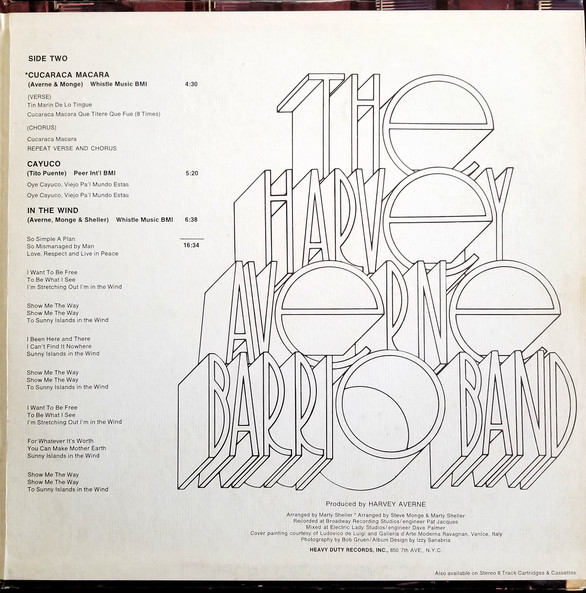 SIDE TWO
*CUCARACA MACARA
(Averne & Monge) Whistle Music BMI 4:30
(VERSE)
Tin Marin De Lo Tingue
Cucaraca Macara Que Titere Que Fue (8 Times)
(CHORUS)
Cucaraca Macara
REPEAT VERSE AND CHORUS
CAYUCO
(Tito Puente) Peer Int'l BMI 5:20
Oye Cayuco, Viejo Pa'l Mundo Estas
Oye Cayuco, Viejo Pa'l Mundo Estas
IN THE WIND
(Averne, Monge & Sheller) Whistle Music BMI 6:38
16:34
So Simple A Plan
So Mismanaged by Man
Love, Respect and Live in Peace
I Want To Be Free
To Be What I See
I'm Stretching Out I'm in the Wind
Show Me The Way
Show Me The Way
To Sunny Islands in the Wind
I Been Here and There
I Can't Find It Nowhere
Sunny Islands in the Wind
Show Me The Way
Show Me The Way
To Sunny Islands in the Wind
I Want To Be Free
To Be What I See
I'm Stretching Out I'm in the Wind
For Whatever It's Worth
You Can Make Mother Earth
Sunny Islands in the Wind
Show Me The Way
Show Me The Way
To Sunny Islands in the Wind
THE
HARVEY
AVERNE
BARRIO BAND
Produced by HARVEY AVERNE
Arranged by Marty Sheller * Arranged by Steve Monge & Marty Sheller
Recorded at Broadway Recording Studios/engineer Pat Jacques
Mixed at Electric Lady Studios/engineer Dave Palmer
Cover painting courtesy of Ludovico de Luigi and Galleria d'Arte Moderna Ravagnan, Venice, Italy
Photography by Bob Gruen/Album Design by Izzy Sanabria
HEAVY DUTY RECORDS, INC., 850 7th AVE., N.Y.C.
Also available on Stereo 8 Track Cartridges & Cassettes